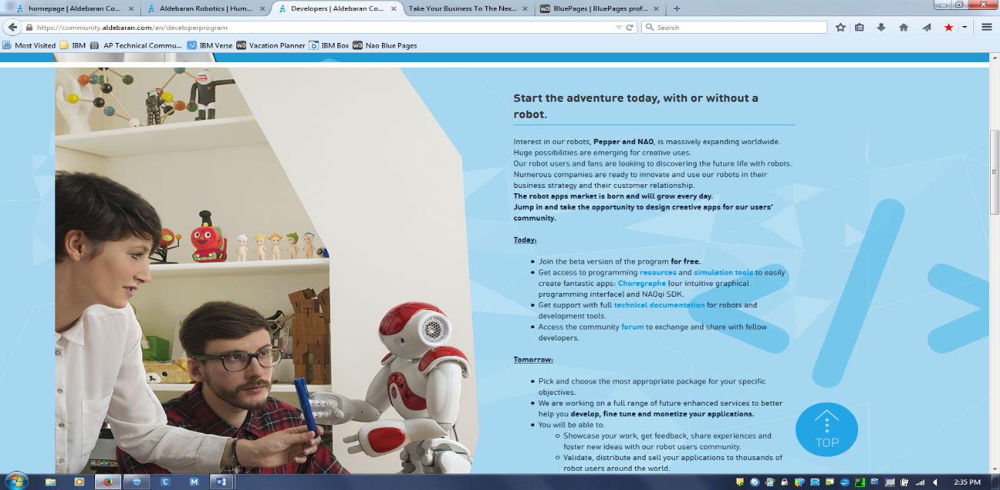 homepage | Aldebaran Co...
Aldebaran Robotics | Hum...
Developers | Aldebaran Co...
Take Your Business To The Nex...
w3 BluePages | BluePages prof...
https://community.aldebaran.com/en/developerprogram
Search
Most Visited
IBM
AP Technical Commu...
IBM Verse
w3 Vacation Planner
IBM Box
w3 Nao Blue Pages
Start the adventure today, with or without a
robot.
Interest in our robots, Pepper and NAO, is massively expanding worldwide.
Huge possibilities are emerging for creative uses.
Our robot users and fans are looking to discovering the future life with robots.
Numerous companies are ready to innovate and use our robots in their
business strategy and their customer relationship.
The robot apps market is born and will grow every day.
Jump in and take the opportunity to design creative apps for our users'
community.
Today:
• Join the beta version of the program for free.
• Get access to programming resources and simulation tools to easily
create fantastic apps: Choregraphe (our intuitive graphical
programming interface) and NAOqi SDK.
• Get support with full technical documentation for robots and
development tools.
• Access the community forum to exchange and share with fellow
developers.
Tomorrow:
• Pick and choose the most appropriate package for your specific
objectives.
• We are working on a full range of future enhanced services to better
help you develop, fine tune and monetize your applications.
• You will be able to:
o Showcase your work, get feedback, share experiences and
foster new ideas with our robot users community.
o Validate, distribute and sell your applications to thousands of
robot users around the world.
</>
TOP
C
M
W
2:35 PM